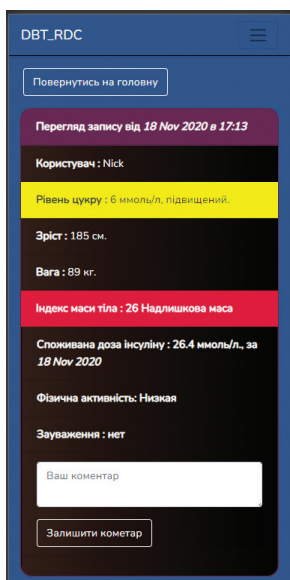 DBT_RDC
Повернутись на головну
Перегляд запису від 18 Nov 2020 в 17:13
Користувач : Nick
Рівень цукру : 6 ммоль/л, підвищений.
Зріст : 185 см.
Вага : 89 кг.
Індекс маси тіла : 26 Надлишкова маса
Споживана доза інсуліну : 26.4 ммоль/л., за
18 Nov 2020
Фізична активність: Низкая
Зауваження : нет
Ваш коментар
Залишити кометар